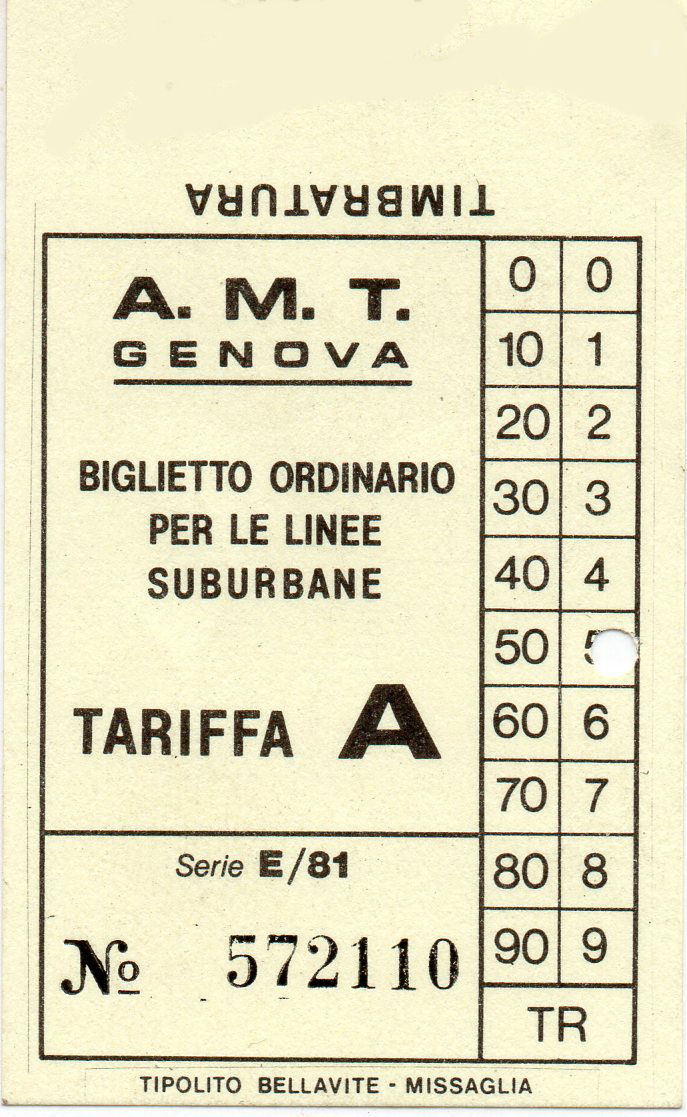 TIMBRATURA
A. M. T.
GENOVA
BIGLIETTO ORDINARIO
PER LE LINEE
SUBURBANE
TARIFFA A
Serie E/81
No 572110
0 0
10 1
20 2
30 3
40 4
50 5
60 6
70 7
80 8
90 9
TR
TIPOLITO BELLAVITE - MISSAGLIA